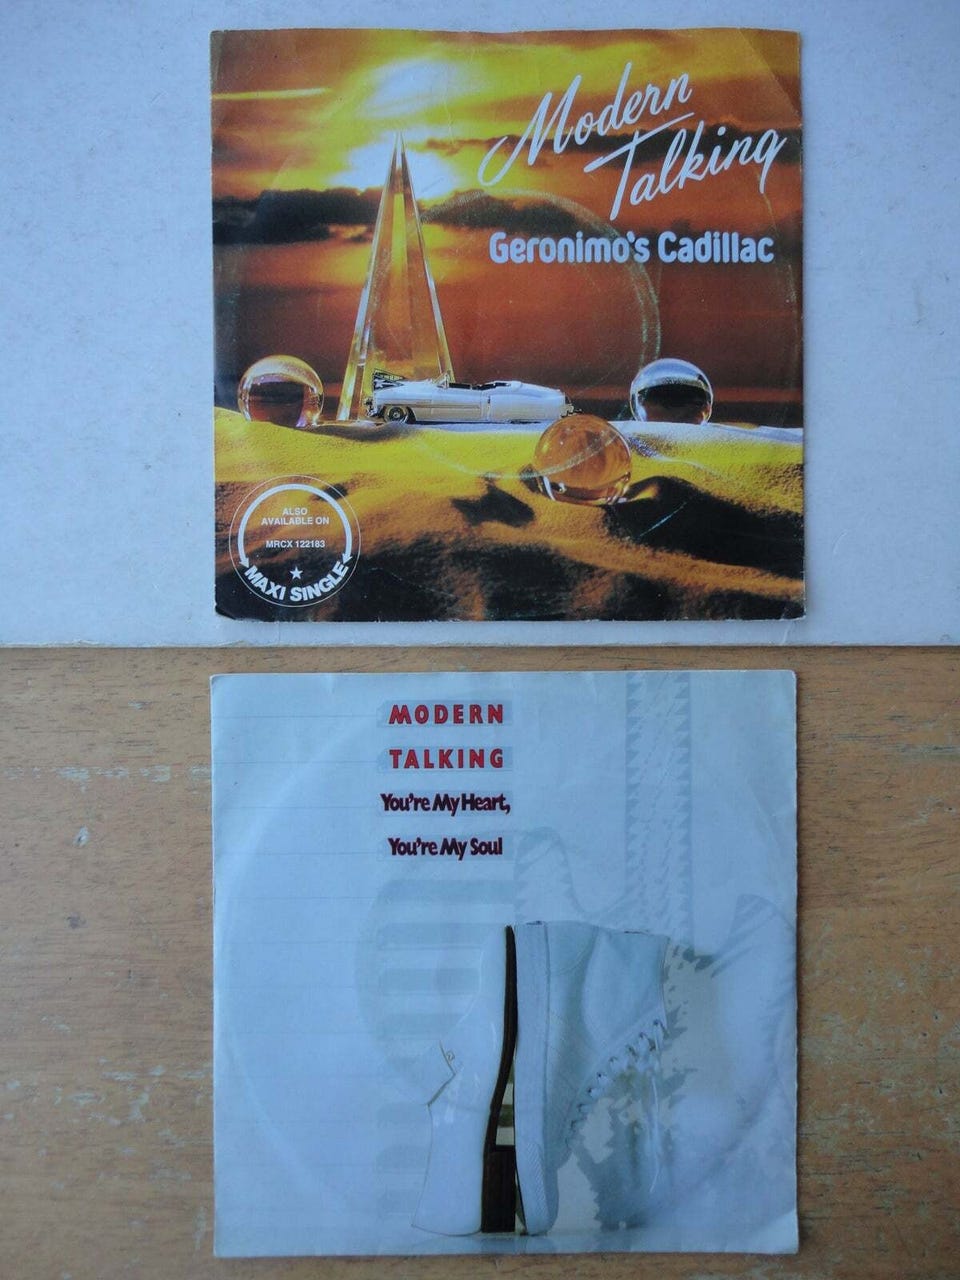 Modern
Talking
Geronimo's Cadillac
ALSO
AVAILABLE ON
MRCX 122183
MAXI SINGLE
MODERN
TALKING
You're My Heart,
You're My Soul